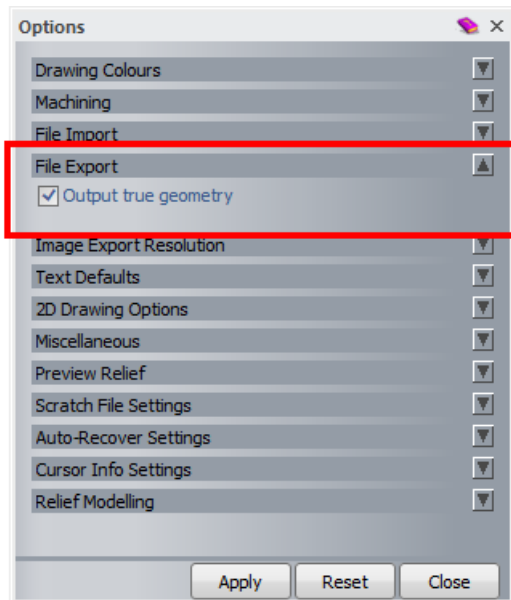 Options
Drawing Colours
Machining
File Import
File Export
Output true geometry
Image Export Resolution
Text Defaults
2D Drawing Options
Miscellaneous
Preview Relief
Scratch File Settings
Auto-Recover Settings
Cursor Info Settings
Relief Modelling
Apply Reset Close